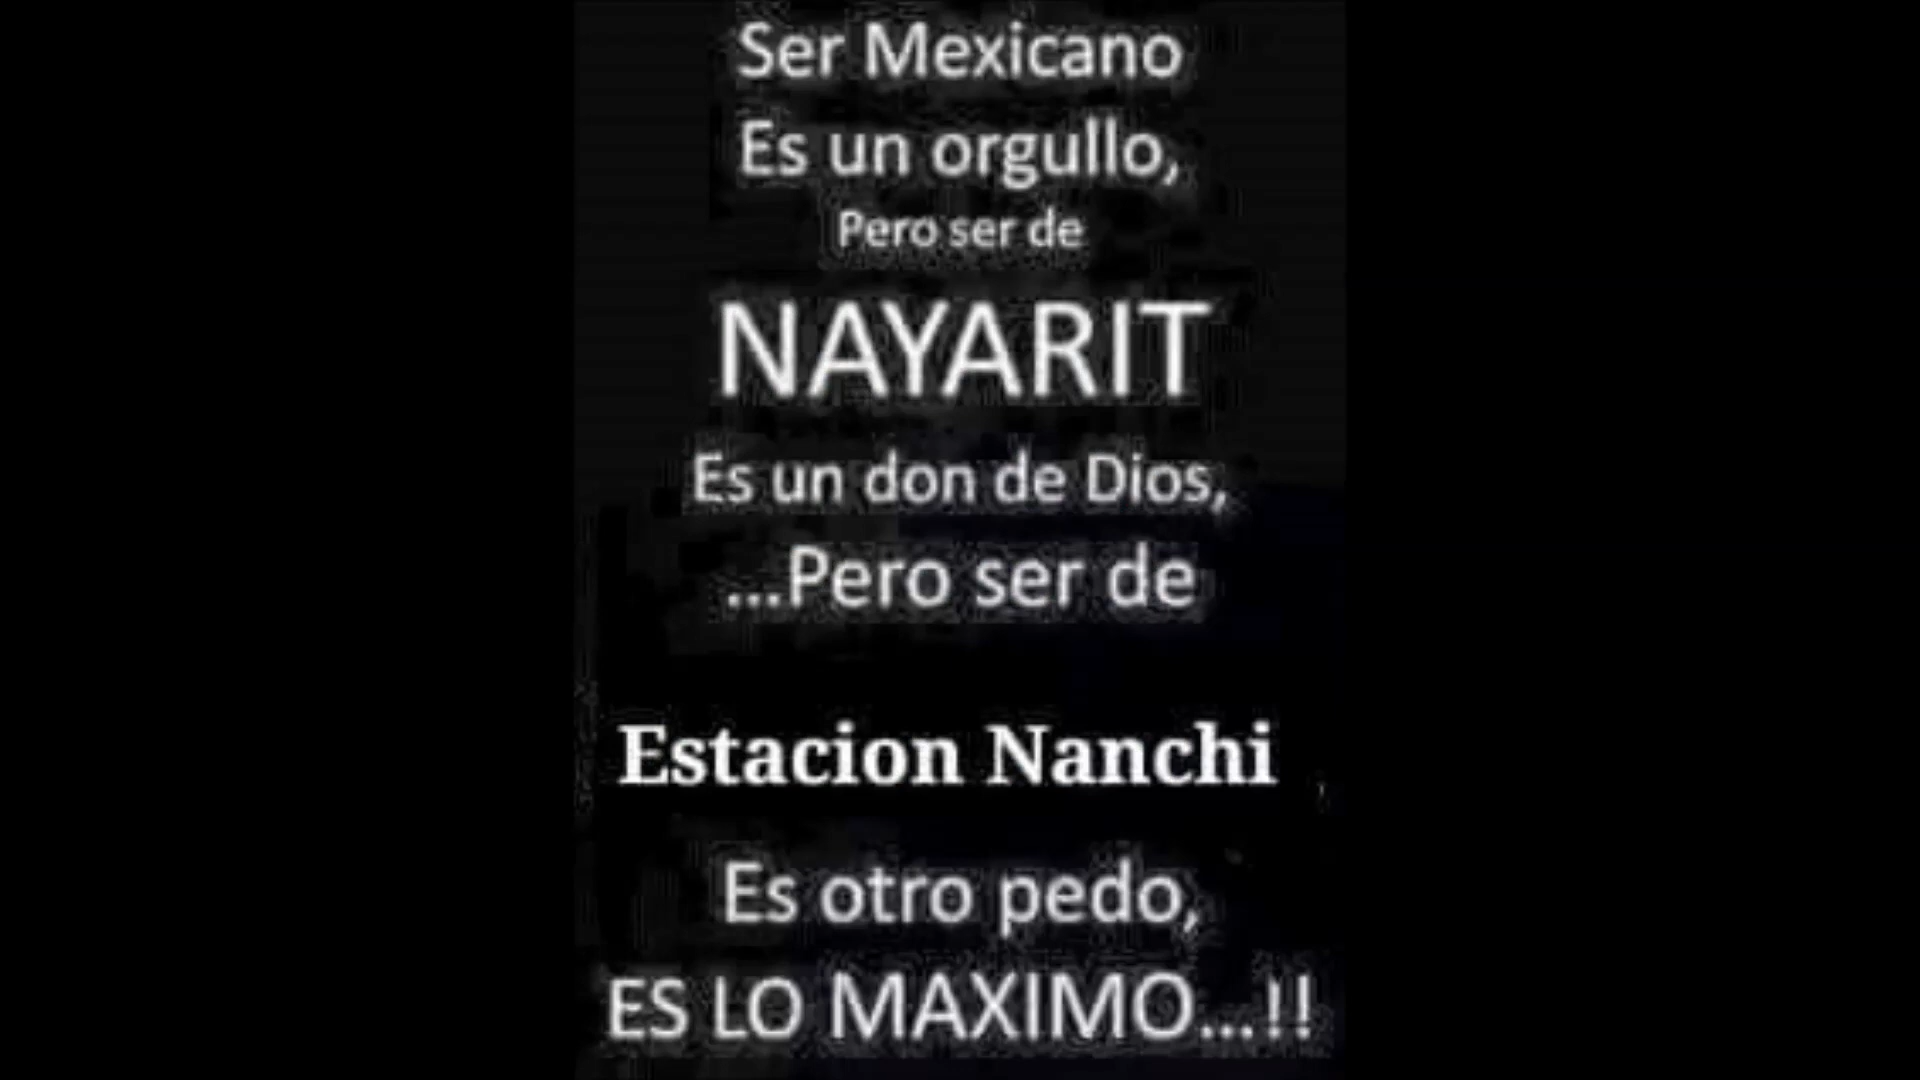 Ser Mexicano
Es un orgullo,
Pero ser de
NAYARIT
Es un don de Dios,
...Pero ser de
Estacion Nanchi
Es otro pedo,
ES LO MAXIMO...!!